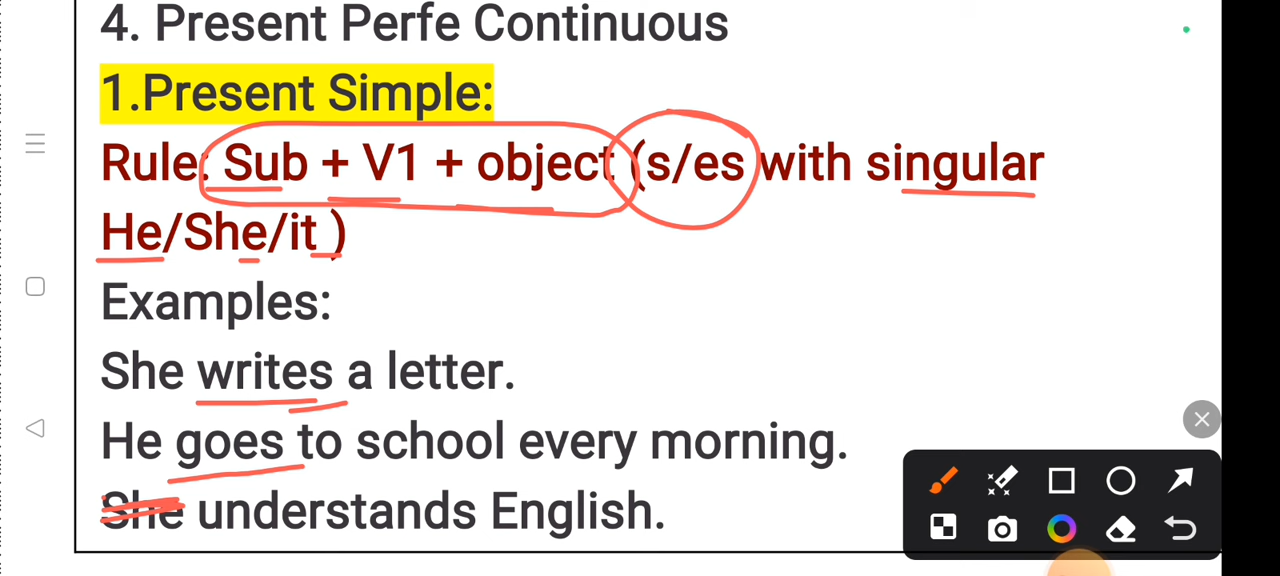 4. Present Perfe Continuous
1.Present Simple:
Rule: Sub + V1 + object (s/es with singular
He/She/it )
Examples:
She writes a letter.
He goes to school every morning.
She understands English.